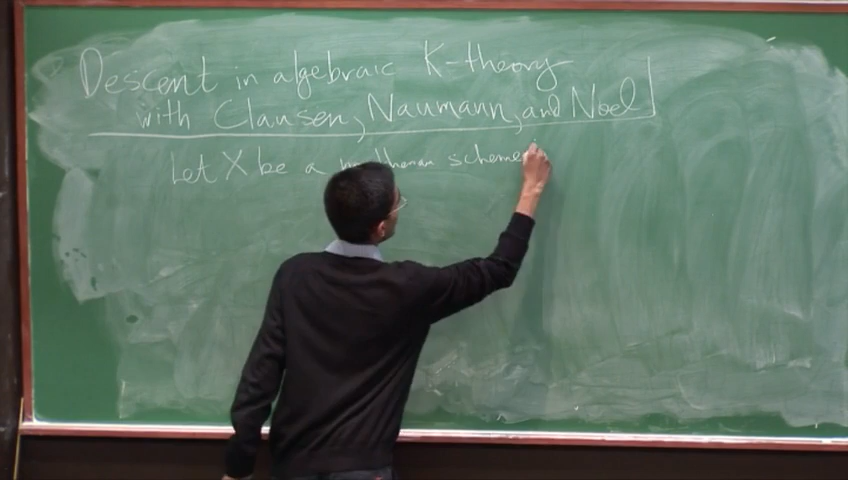 Descent in algebraic K-theory
with Clausen, Naumann, and Noel
Let X be a noetherian scheme